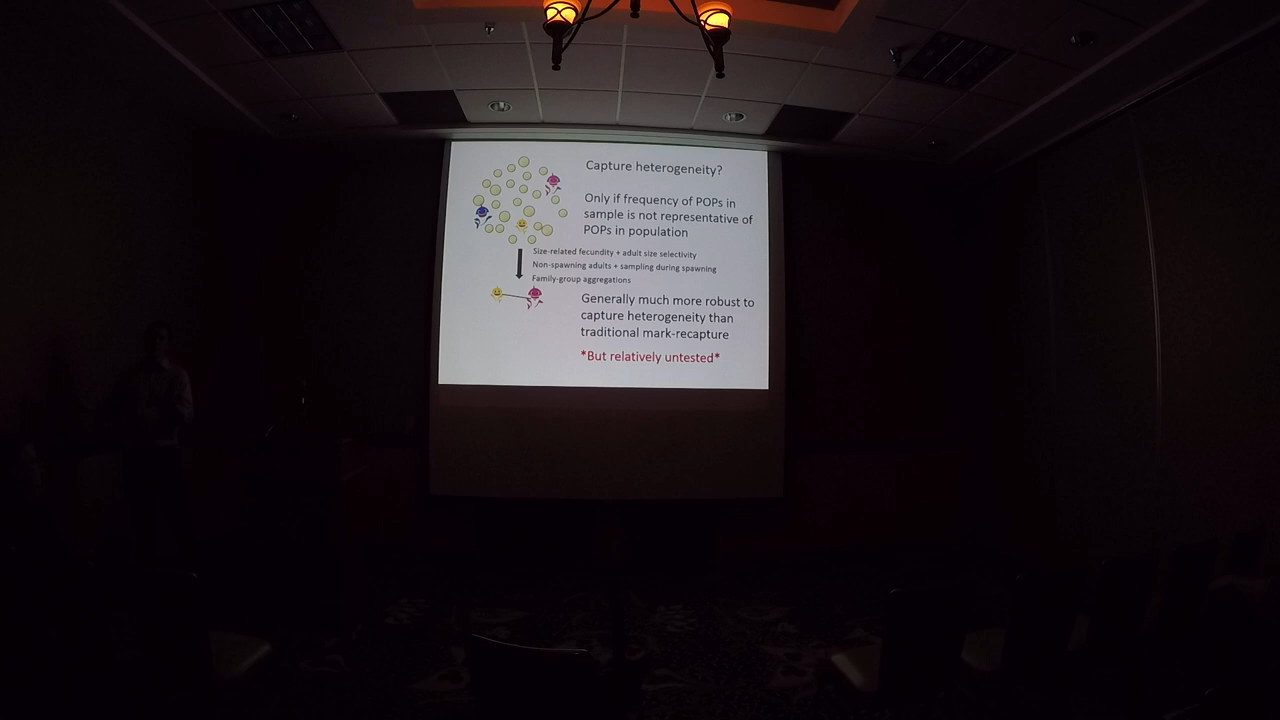 Capture heterogeneity?
Only if frequency of POPs in
sample is not representative of
POPs in population
Size-related fecundity + adult size selectivity
Non-spawning adults + sampling during spawning
Family-group aggregations
Generally much more robust to
capture heterogeneity than
traditional mark-recapture
*But relatively untested*